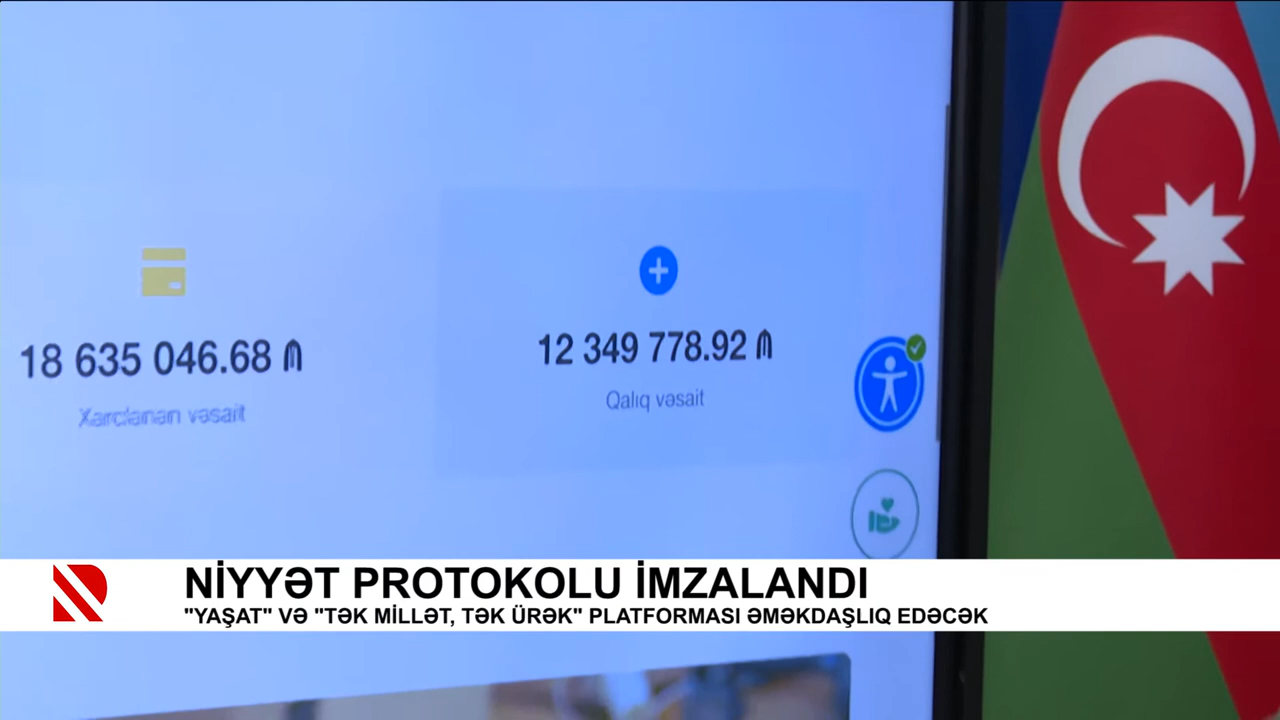 18 635 046.68 ₼
Xərclənən vəsait
12 349 778.92 ₼
Qalıq vəsait
NİYYƏT PROTOKOLU İMZALANDI
"YAŞAT" VƏ "TƏK MİLLƏT, TƏK ÜRƏK" PLATFORMASI ƏMƏKDAŞLIQ EDƏCƏK